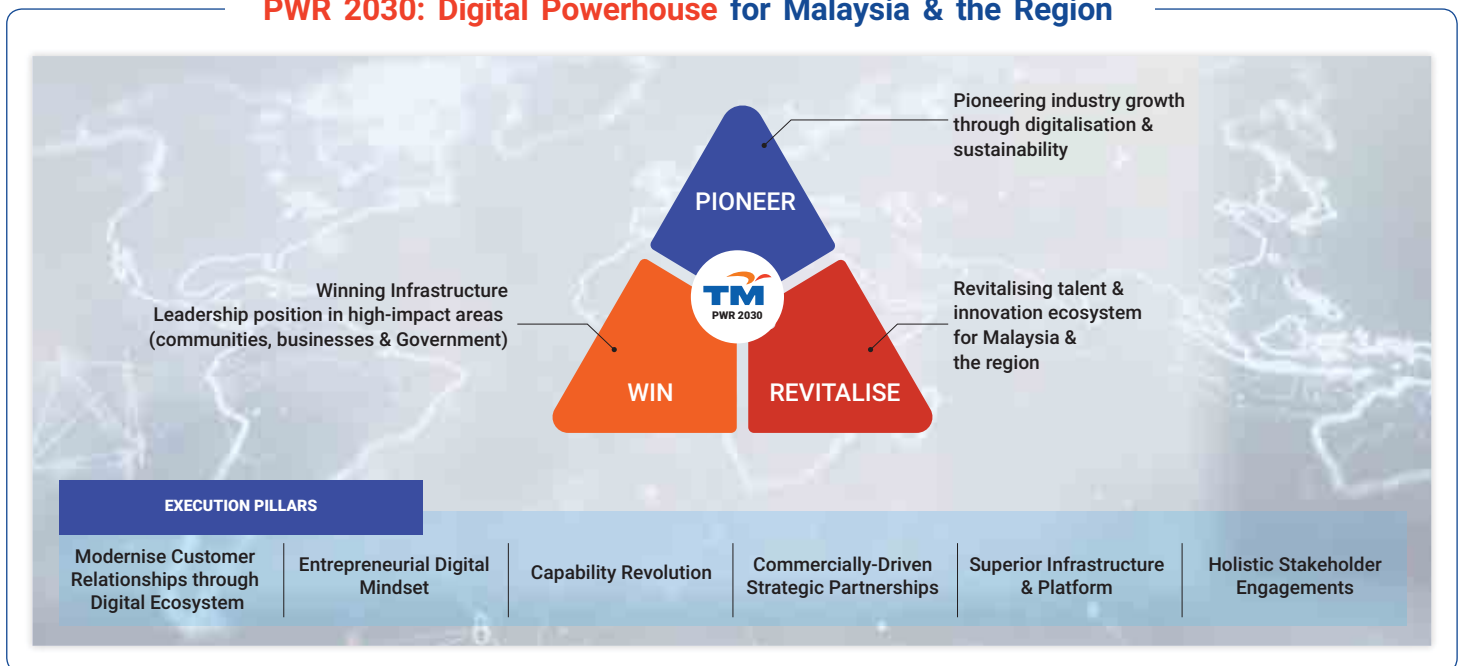 PWR 2030: Digital Powerhouse for Malaysia & the Region
Pioneering industry growth
through digitalisation &
sustainability
PIONEER
Winning Infrastructure
Leadership position in high-impact areas
(communities, businesses & Government)
TM
PWR 2030
Revitalising talent &
innovation ecosystem
for Malaysia &
the region
WIN
REVITALISE
EXECUTION PILLARS
Modernise Customer
Relationships through
Digital Ecosystem
Entrepreneurial Digital
Mindset
Capability Revolution
Commercially-Driven
Strategic Partnerships
Superior Infrastructure
& Platform
Holistic Stakeholder
Engagements